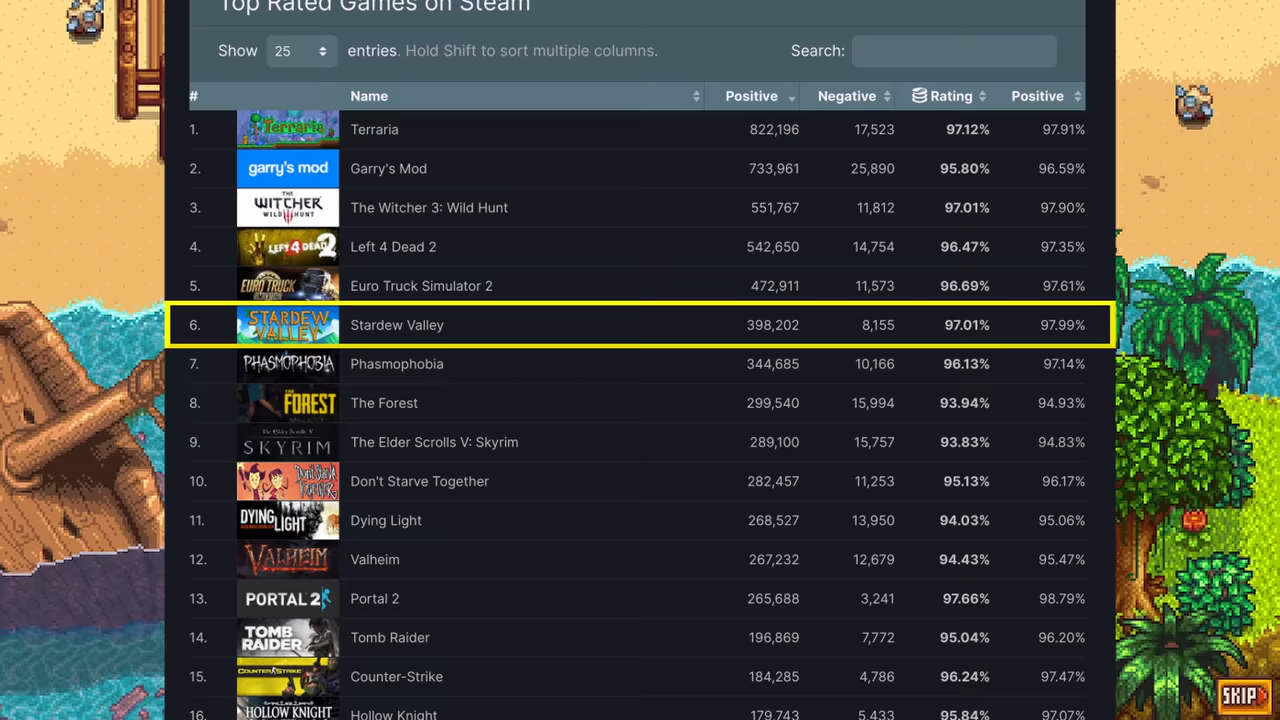 Top Rated Games on Steam
Show 25 entries. Hold Shift to sort multiple columns. Search:
# Name Positive Negative Rating Positive
1. Terraria Terraria 822,196 17,523 97.12% 97.91%
2. garry's mod Garry's Mod 733,961 25,890 95.80% 96.59%
3. THE WITCHER WILD HUNT The Witcher 3: Wild Hunt 551,767 11,812 97.01% 97.90%
4. LEFT 4 DEAD 2 Left 4 Dead 2 542,650 14,754 96.47% 97.35%
5. EURO TRUCK Euro Truck Simulator 2 472,911 11,573 96.69% 97.61%
6. STARDEW VALLEY Stardew Valley 398,202 8,155 97.01% 97.99%
7. PHASMOPHOBIA Phasmophobia 344,685 10,166 96.13% 97.14%
8. THE FOREST The Forest 299,540 15,994 93.94% 94.93%
9. The Elder Scrolls V SKYRIM The Elder Scrolls V: Skyrim 289,100 15,757 93.83% 94.83%
10. Don't Starve Together Don't Starve Together 282,457 11,253 95.13% 96.17%
11. DYING LIGHT Dying Light 268,527 13,950 94.03% 95.06%
12. VALHEIM Valheim 267,232 12,679 94.43% 95.47%
13. PORTAL 2 Portal 2 265,688 3,241 97.66% 98.79%
14. TOMB RAIDER Tomb Raider 196,869 7,772 95.04% 96.20%
15. COUNTER-STRIKE Counter-Strike 184,285 4,786 96.24% 97.47%
16. HOLLOW KNIGHT Hollow Knight 179,743 5,433 95.84% 97.07%
SKIP